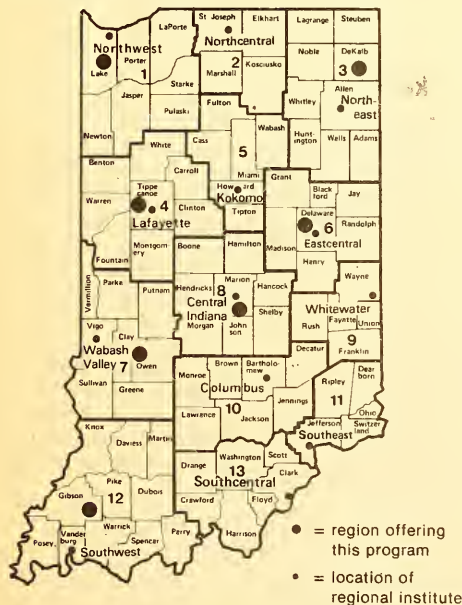 St Joseph
Elkhart
Lagrange
Steuben
LaPorte
Northwest
Northcentral
Lake
Porter
1
2
Marshall
Kosciusko
Noble
DeKalb
3
Starke
Jasper
Pulaski
Newton
Fulton
Whitley
Allen
North-
east
Hunt-
ington
Wells
Adams
Wabash
Cass
5
Miami
White
Benton
Carroll
Warren
Tippe
canoe
4
Lafayette
Clinton
Howard
Kokomo
Tipton
Grant
Black
ford
Jay
Delaware
6
Eastcentral
Randolph
Madison
Henry
Fountain
Montgom-
ery
Boone
Hamilton
Vermillion
Parke
Putnam
Hendricks
8
Marion
Hancock
Central
Indiana
Morgan
John
son
Shelby
Wayne
Whitewater
Rush
Fayette
Union
9
Franklin
Vigo
Clay
Wabash
Valley
7
Owen
Sullivan
Greene
Monroe
Brown
Bartholo-
mew
Decatur
Columbus
10
Jennings
Lawrence
Jackson
Ripley
Dear
born
11
Ohio
Jefferson
Switzer
land
Southeast
Knox
Daviess
Martin
Orange
Washington
Scott
13
Southcentral
Clark
Crawford
Floyd
Harrison
Pike
12
Gibson
Dubois
Posey
Vander
burg
Warrick
Spencer
Perry
Southwest
= region offering
this program
= location of
regional institute